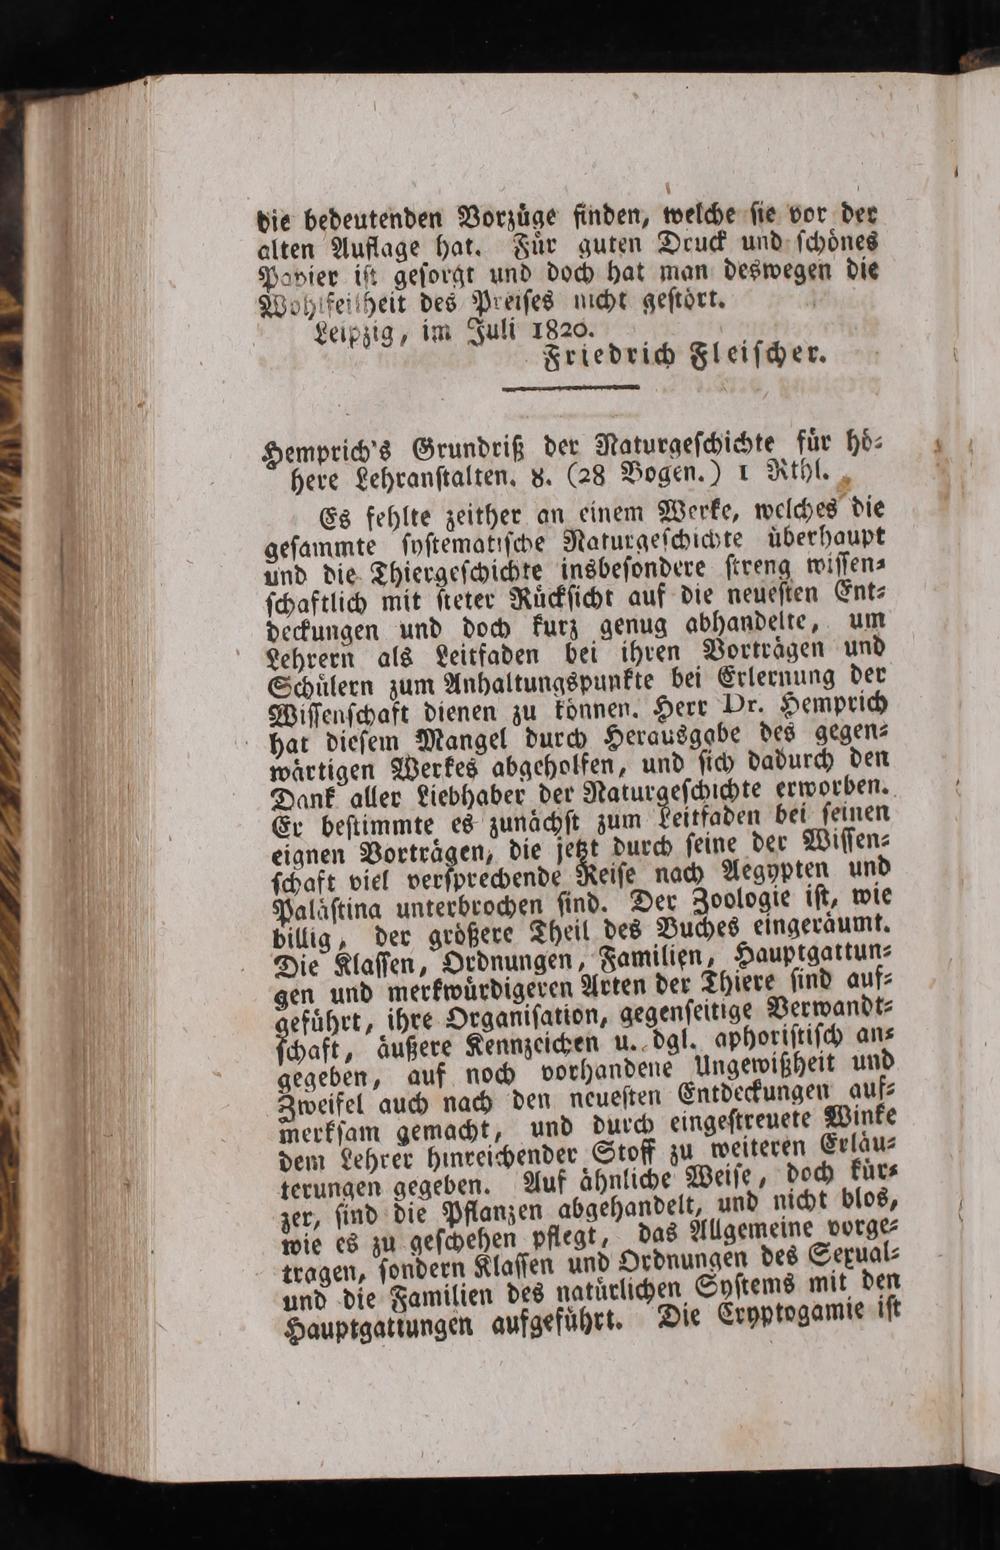 die bedeutenden Vorzüge finden, welche ſie vor der
alten Auflage hat. Für guten Druck und ſchönes
Papier iſt geſorgt und doch hat man deswegen die
Wohlfeilheit des Preiſes nicht geſtört.
Leipzig, im Juli 1820.
Friedrich Fleiſcher.
Hemprich's Grundriß der Naturgeſchichte für hö⸗
here Lehranſtalten. 8. (28 Bogen.) 1 Rthl.
Es fehlte zeither an einem Werke, welches die
geſammte ſyſtematiſche Naturgeſchichte überhaupt
und die Thiergeſchichte insbeſondere ſtreng wiſſen⸗
ſchaftlich mit ſteter Rückſicht auf die neueſten Ent⸗
deckungen und doch kurz genug abhandelte, um
Lehrern als Leitfaden bei ihren Vorträgen und
Schülern zum Anhaltungspunkte bei Erlernung der
Wiſſenſchaft dienen zu können. Herr Dr. Hemprich
hat dieſem Mangel durch Herausgabe des gegen⸗
wärtigen Werkes abgeholfen, und ſich dadurch den
Dank aller Liebhaber der Naturgeſchichte erworben.
Er beſtimmte es zunächſt zum Leitfaden bei ſeinen
eignen Vorträgen, die jetzt durch ſeine der Wiſſen⸗
ſchaft viel verſprechende Reiſe nach Aegypten und
Paläſtina unterbrochen ſind. Der Zoologie iſt, wie
billig, der größere Theil des Buches eingeräumt.
Die Klaſſen, Ordnungen, Familien, Hauptgattun⸗
gen und merkwürdigeren Arten der Thiere ſind auf⸗
geführt, ihre Organiſation, gegenſeitige Verwandt⸗
ſchaft, äußere Kennzeichen u. dgl. aphoriſtiſch an⸗
gegeben, auf noch vorhandene Ungewißheit und
Zweifel auch nach den neueſten Entdeckungen auf⸗
merkſam gemacht, und durch eingeſtreuete Winke
dem Lehrer hinreichender Stoff zu weiteren Erläu⸗
terungen gegeben. Auf ähnliche Weiſe, doch kür⸗
zer, ſind die Pflanzen abgehandelt, und nicht blos,
wie es zu geſchehen pflegt, das Allgemeine vorge⸗
tragen, ſondern Klaſſen und Ordnungen des Sexual⸗
und die Familien des natürlichen Syſtems mit den
Hauptgattungen aufgeführt. Die Cryptogamie iſt